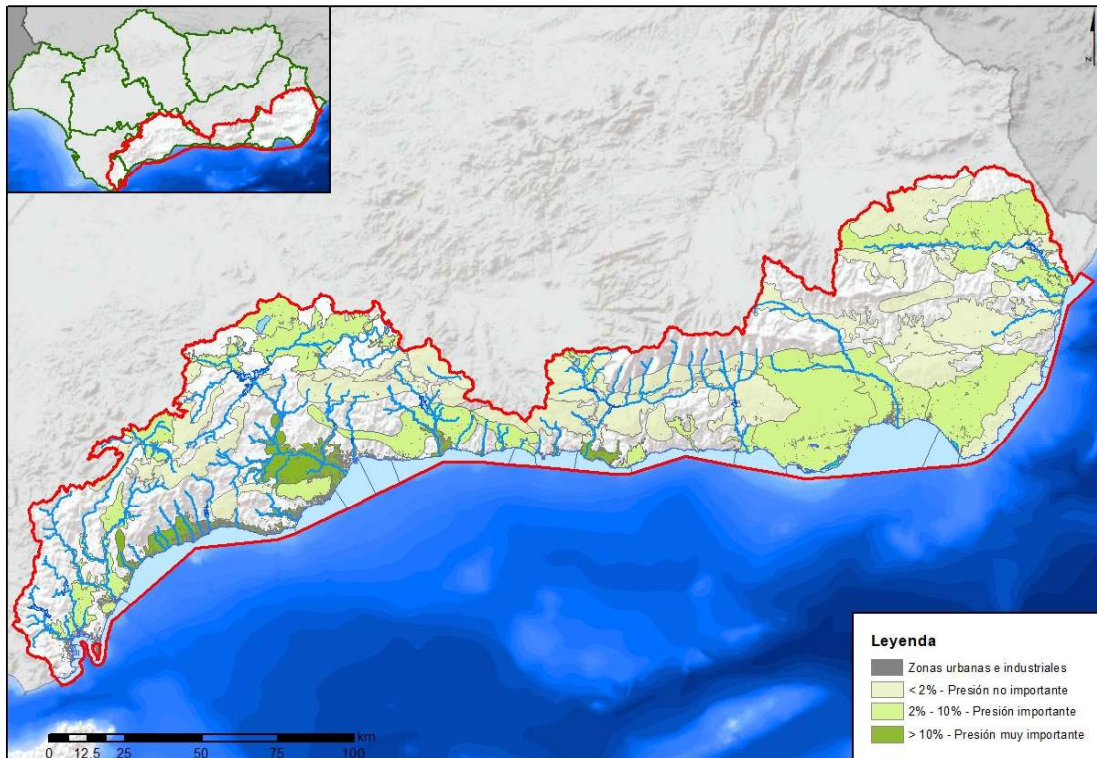 N
Leyenda
Zonas urbanas e industriales
< 2% - Presión no importante
2% - 10% - Presión importante
> 10% - Presión muy importante
km
0 12.5 25 50 75 100